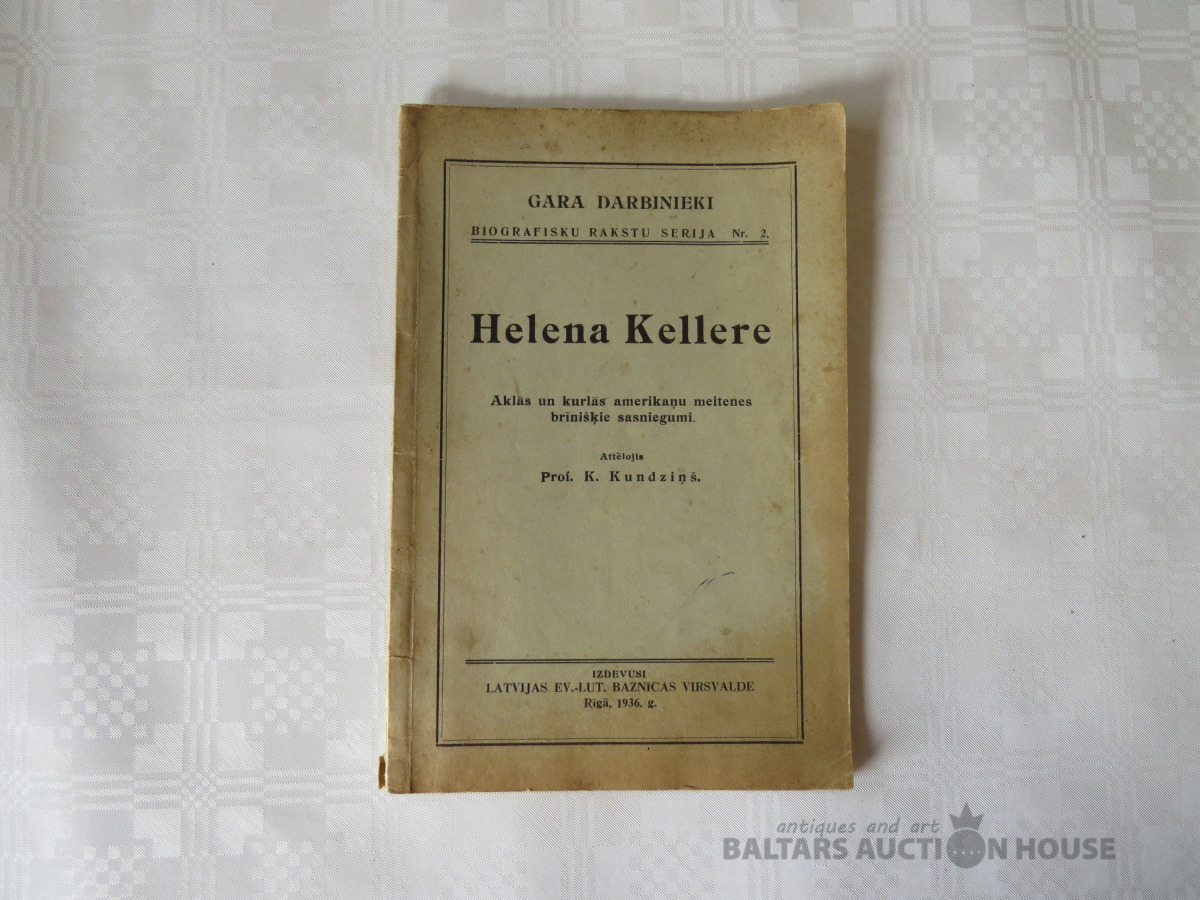 GARA DARBINIEKI
BIOGRAFISKU RAKSTU SERIJA Nr. 2.
Helena Kellere
Aklās un kurlās amerikaņu meitenes
brīnišķie sasniegumi.
Attēlojis
Prof. K. Kundziņš.
IZDEVUSI
LATVIJAS EV.-LUT. BAZNICAS VIRSVALDE
Rīgā, 1936. g.
antiques and art
BALTARS AUCTION HOUSE